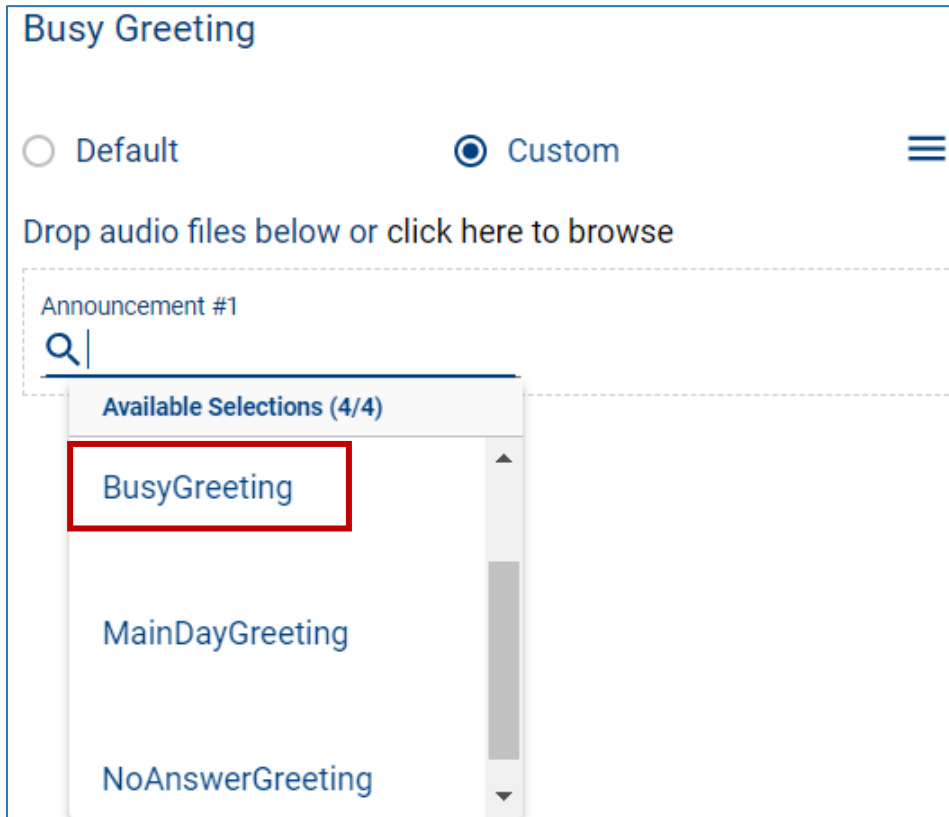 Busy Greeting
Default Custom
Drop audio files below or click here to browse
Announcement #1
Available Selections (4/4)
BusyGreeting
MainDayGreeting
NoAnswerGreeting